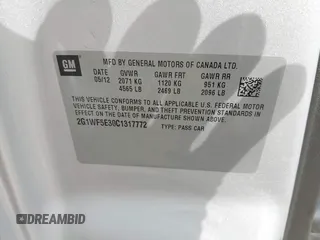 GM
MFD BY GENERAL MOTORS OF CANADA LTD.
DATE GVWR GAWR FRT GAWR RR
05/12 2071 KG 1120 KG 951 KG
4565 LB 2469 LB 2096 LB
THIS VEHICLE CONFORMS TO ALL APPLICABLE U.S. FEDERAL MOTOR
VEHICLE SAFETY, BUMPER, AND THEFT PREVENTION STANDARDS
IN EFFECT ON THE DATE OF MANUFACTURE SHOWN ABOVE.
2G1WF5E30C1317772 TYPE: PASS CAR
DREAMBID